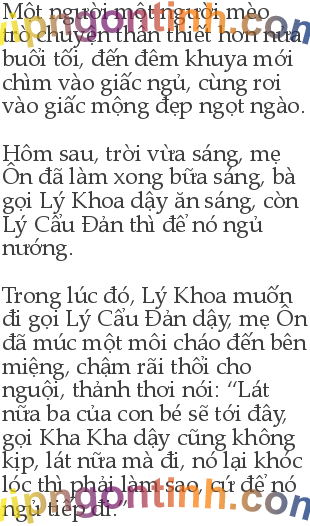 Một người một người mèo
trò chuyện thân thiết hơn nửa
buổi tối, đến đêm khuya mới
chìm vào giấc ngủ, cùng rơi
vào giấc mộng đẹp ngọt ngào.
Hôm sau, trời vừa sáng, mẹ
Ôn đã làm xong bữa sáng, bà
gọi Lý Khoa dậy ăn sáng, còn
Lý Cẩu Đản thì để nó ngủ
nướng.
Trong lúc đó, Lý Khoa muốn
đi gọi Lý Cẩu Đản dậy, mẹ Ôn
đã múc một môi cháo đến bên
miệng, chậm rãi thổi cho
nguội, thảnh thơi nói: “Lát
nữa ba của con bé sẽ tới đây,
gọi Kha Kha dậy cũng không
kịp, lát nữa mà đi, nó lại khóc
lóc thì phải làm sao, cứ để nó
ngủ tiếp đi.”
vipngontinh.com
vipngontinh.com